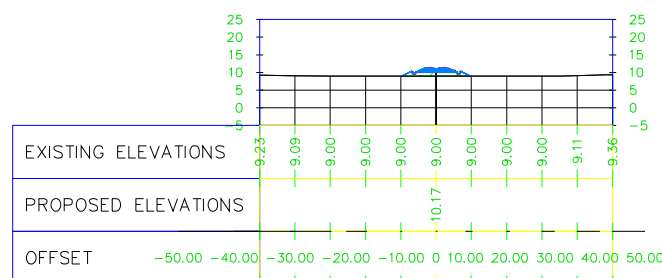 25 25
20 20
15 15
10 10
5 5
0 0
-5 -5
EXISTING ELEVATIONS 9.23 9.09 9.00 9.00 9.00 9.00 9.00 9.00 9.00 9.11 9.36
PROPOSED ELEVATIONS 10.17
OFFSET -50.00 -40.00 -30.00 -20.00 -10.00 0 10.00 20.00 30.00 40.00 50.00